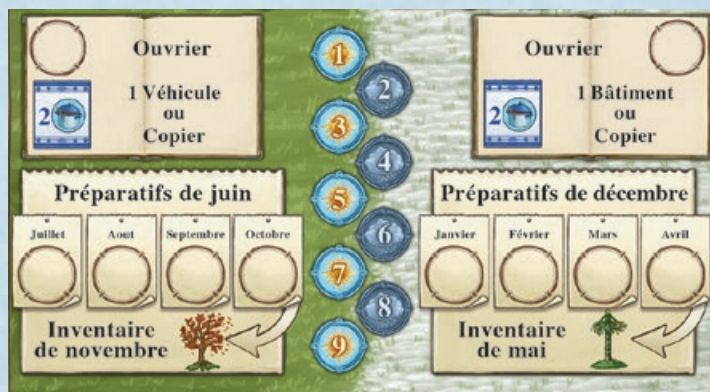 Ouvrier
2
1 Véhicule
ou
Copier
Préparatifs de juin
Juillet
Aout
Septembre
Octobre
Inventaire
de novembre
1
2
3
4
5
6
7
8
9
Ouvrier
2
1 Bâtiment
ou
Copier
Préparatifs de décembre
Janvier
Février
Mars
Avril
Inventaire
de mai